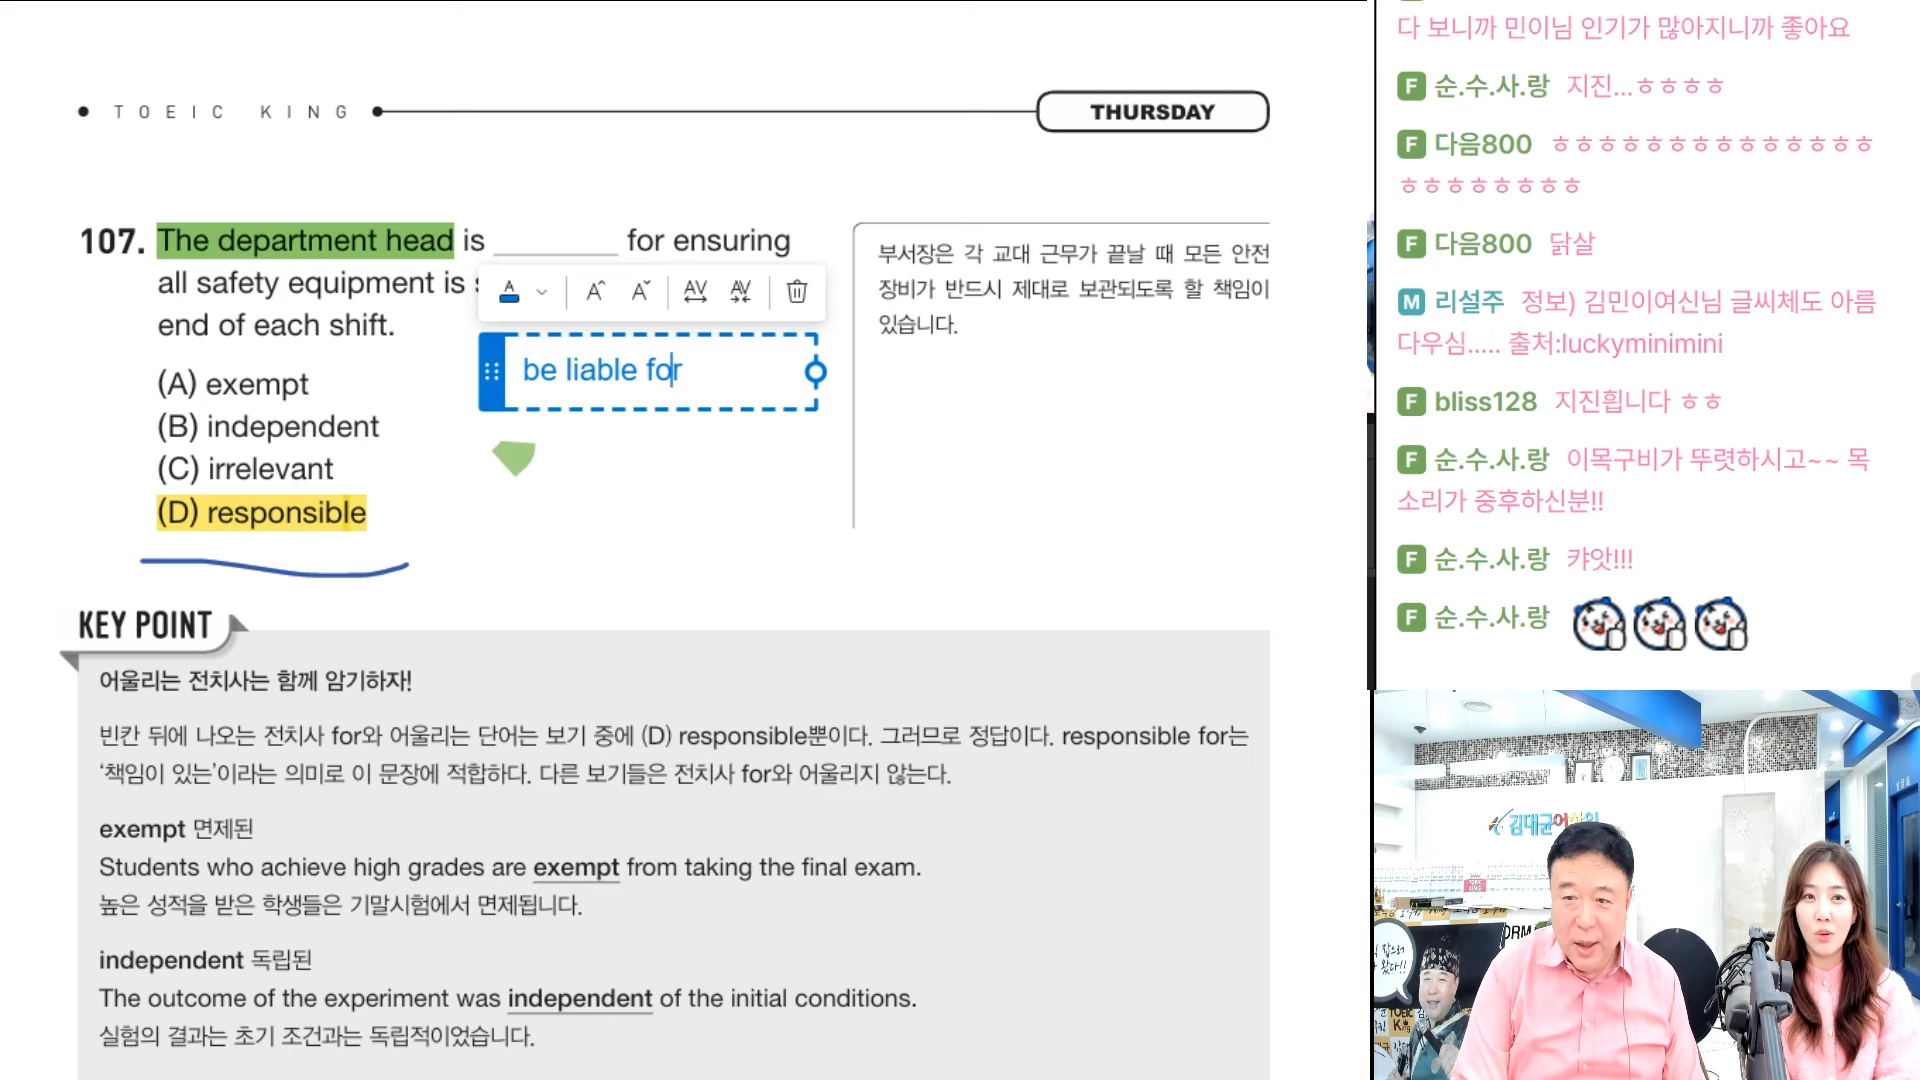 TOEIC KING
THURSDAY
107. The department head is ________ for ensuring
all safety equipment is
end of each shift.
be liable for
(A) exempt
(B) independent
(C) irrelevant
(D) responsible
부서장은 각 교대 근무가 끝날 때 모든 안전
장비가 반드시 제대로 보관되도록 할 책임이
있습니다.
KEY POINT
어울리는 전치사는 함께 암기하자!
빈칸 뒤에 나오는 전치사 for와 어울리는 단어는 보기 중에 (D) responsible뿐이다. 그러므로 정답이다. responsible for는
‘책임이 있는’이라는 의미로 이 문장에 적합하다. 다른 보기들은 전치사 for와 어울리지 않는다.
exempt 면제된
Students who achieve high grades are exempt from taking the final exam.
높은 성적을 받은 학생들은 기말시험에서 면제됩니다.
independent 독립된
The outcome of the experiment was independent of the initial conditions.
실험의 결과는 초기 조건과는 독립적이었습니다.
다 보니까 민이님 인기가 많아지니까 좋아요
F 순.수.사.랑 지진...ㅎㅎㅎㅎ
F 다음800 ㅎㅎㅎㅎㅎㅎㅎㅎㅎㅎㅎㅎㅎㅎ
ㅎㅎㅎㅎㅎㅎㅎㅎ
F 다음800 닭살
M 리설주 정보) 김민이여신님 글씨체도 아름
다우심..... 출처:luckyminimini
F bliss128 지진휩니다 ㅎㅎ
F 순.수.사.랑 이목구비가 뚜렷하시고~~ 목
소리가 중후하신분!!
F 순.수.사.랑 캬앗!!!
F 순.수.사.랑
김대균어학원